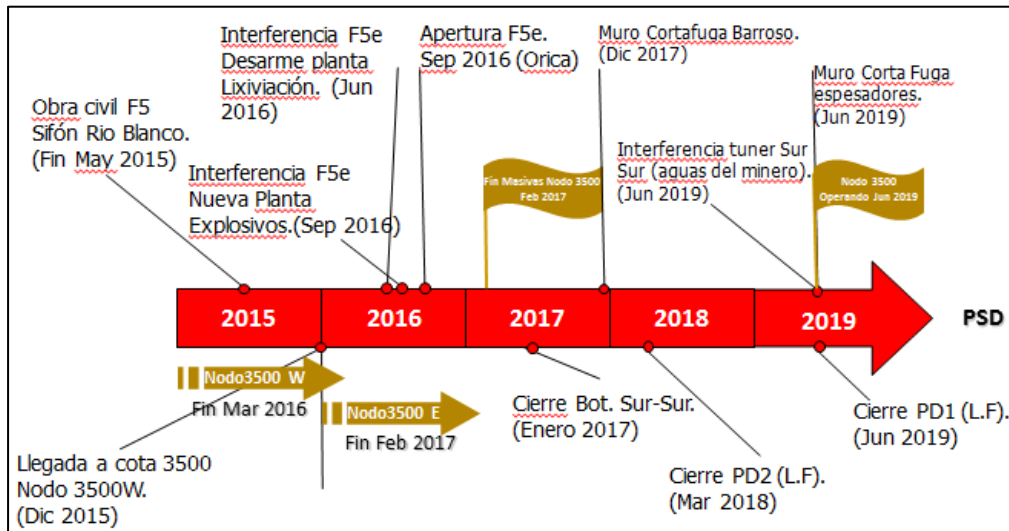 Interferencia F5e
Desarme planta
Lixiviación. (Jun
2016)
Apertura F5e.
Sep 2016 (Orica)
Muro Cortafuga Barroso.
(Dic 2017)
Muro Corta Fuga
espesadores.
(Jun 2019)
Obra civil F5
Sifón Rio Blanco.
(Fin May 2015)
Interferencia F5e
Nueva Planta
Explosivos.(Sep 2016)
Fin Masivas Nodo 3500
Feb 2017
Interferencia tuner Sur
Sur (aguas del minero).
(Jun 2019)
Nodo 3500
Operando Jun 2019
2015
2016
2017
2018
2019
PSD
Nodo3500 W
Fin Mar 2016
Nodo3500 E
Fin Feb 2017
Llegada a cota 3500
Nodo 3500W.
(Dic 2015)
Cierre Bot. Sur-Sur.
(Enero 2017)
Cierre PD2 (L.F).
(Mar 2018)
Cierre PD1 (L.F).
(Jun 2019)